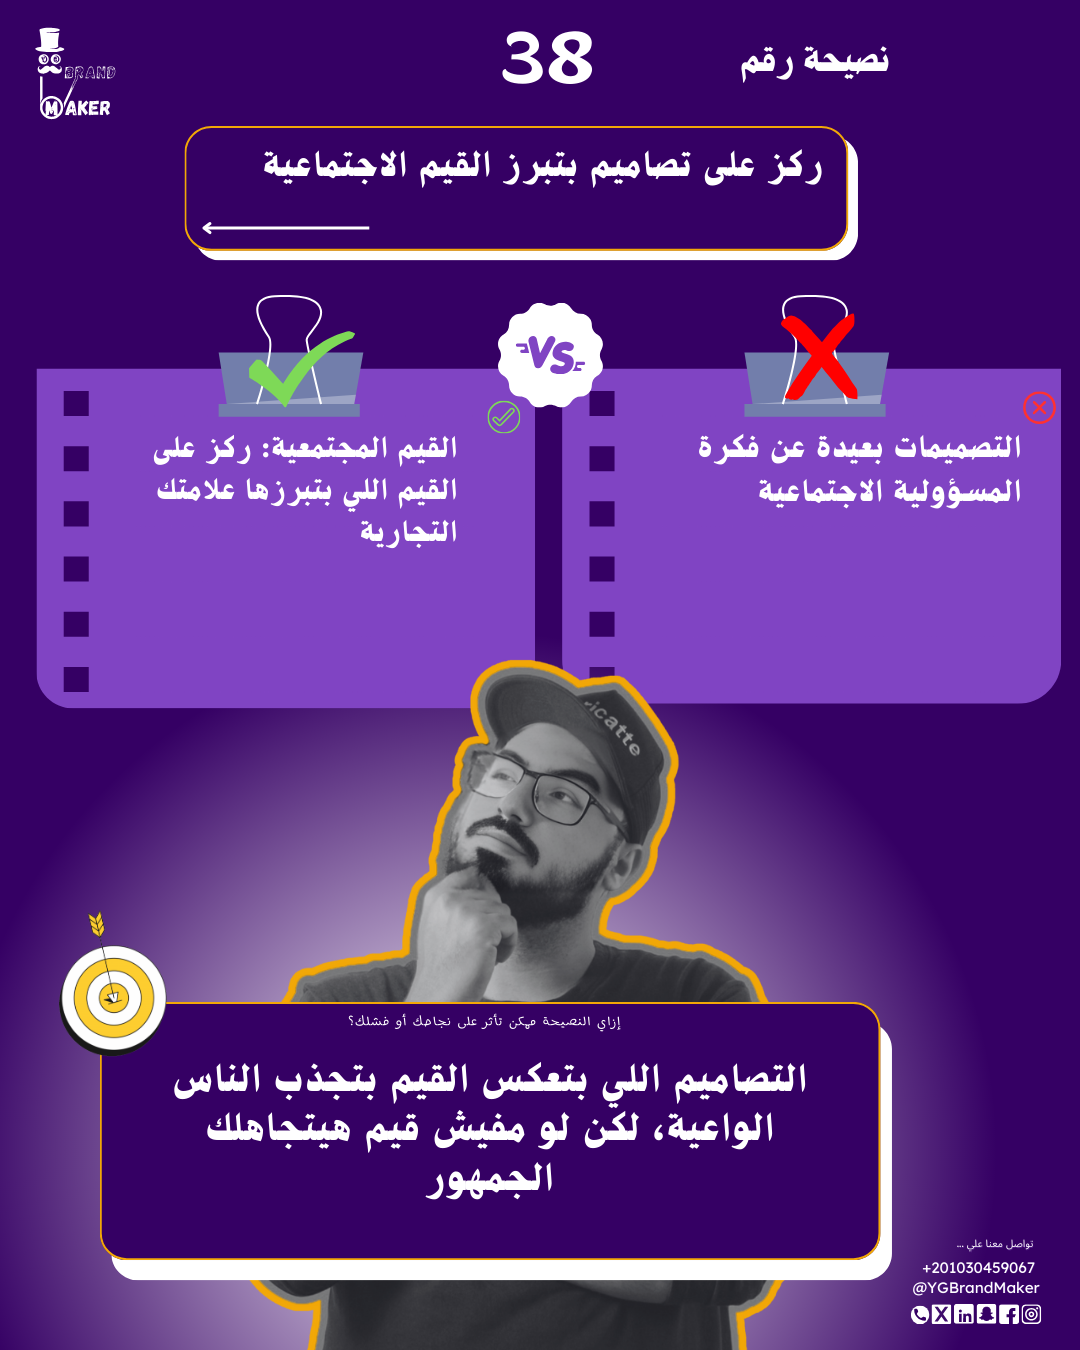 BRAND
MAKER
نصيحة رقم 38
ركز على تصاميم بتبرز القيم الاجتماعية
VS
التصميمات بعيدة عن فكرة
المسؤولية الاجتماعية
القيم المجتمعية: ركز على
القيم اللي بتبرزها علامتك
التجارية
icatte
إزاي النصيحة ممكن تأثر على نجاحك أو فشلك؟
التصاميم اللي بتعكس القيم بتجذب الناس
الواعية، لكن لو مفيش قيم هيتجاهلك
الجمهور
تواصل معنا علي ...
+201030459067
@YGBrandMaker